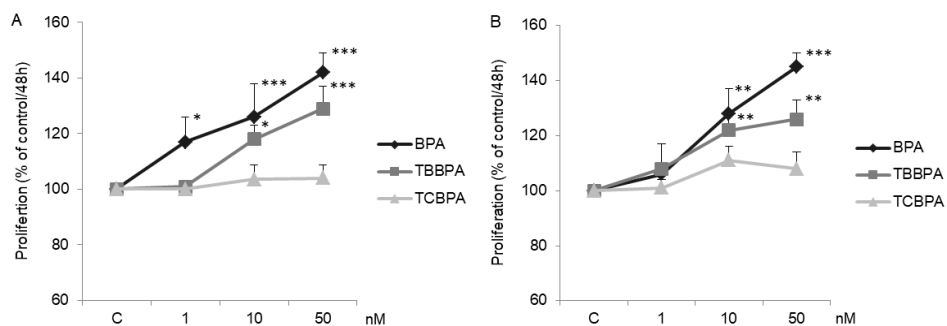 A
Prolifertion (% of control/48h)
160
140
120
100
80
60
*
***
*
***
***
C 1 10 50 nM
BPA
TBBPA
TCBPA
B
Proliferation (% of control/48h)
160
140
120
100
80
60
**
**
***
**
C 1 10 50 nM
BPA
TBBPA
TCBPA